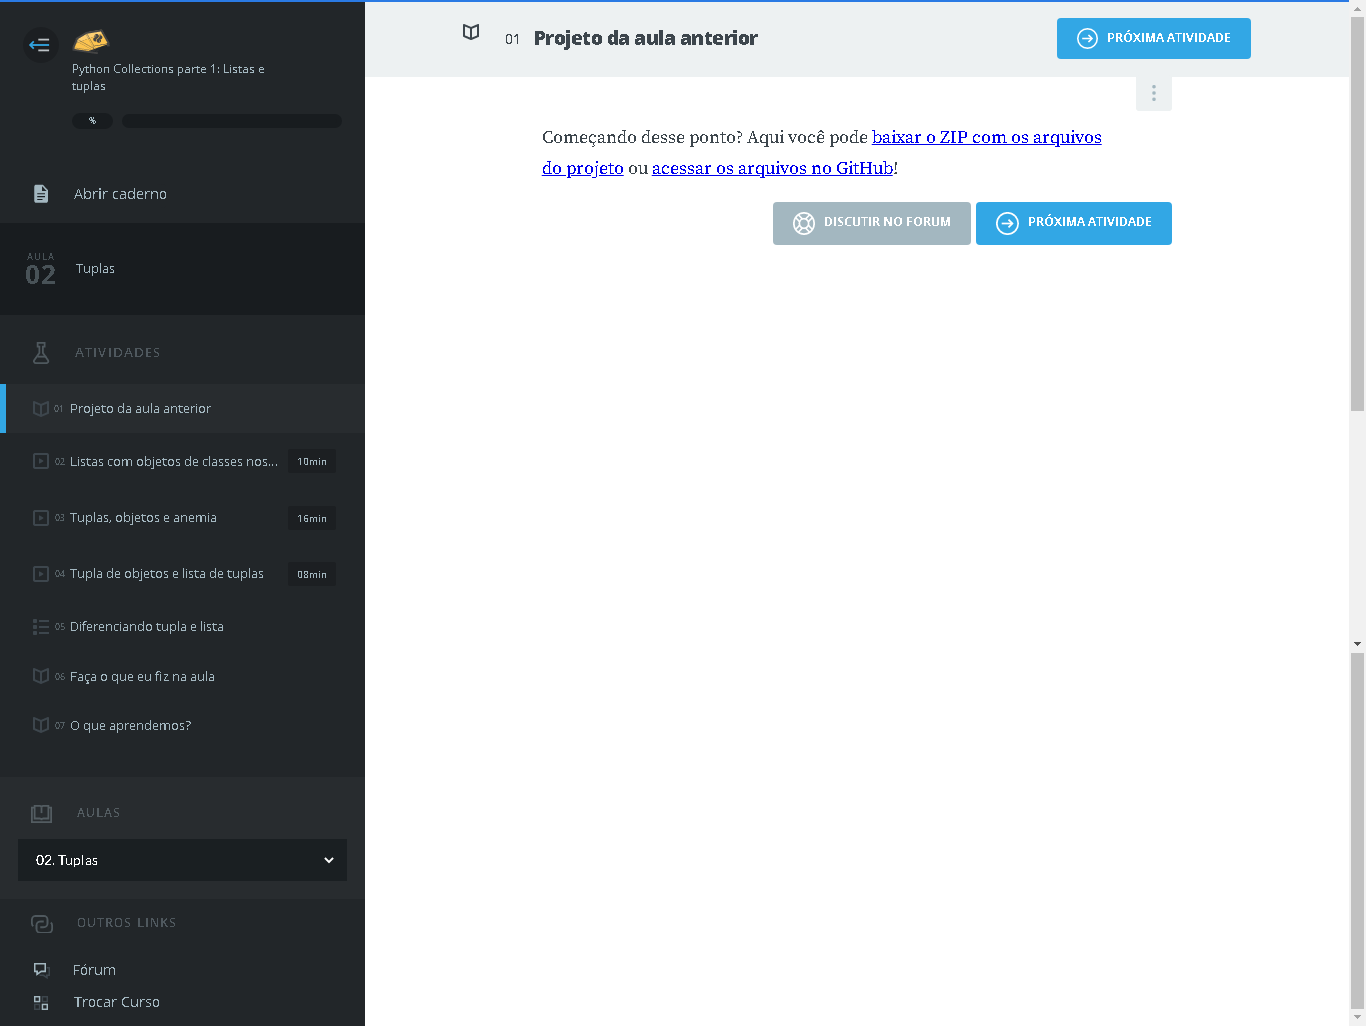 Python Collections parte 1: Listas e
tuplas
%
Abrir caderno
AULA
02
Tuplas
ATIVIDADES
01 Projeto da aula anterior
02 Listas com objetos de classes nos... 10min
03 Tuplas, objetos e anemia 16min
04 Tupla de objetos e lista de tuplas 08min
05 Diferenciando tupla e lista
06 Faça o que eu fiz na aula
07 O que aprendemos?
AULAS
02. Tuplas
OUTROS LINKS
Fórum
Trocar Curso
01 Projeto da aula anterior
PRÓXIMA ATIVIDADE
Começando desse ponto? Aqui você pode baixar o ZIP com os arquivos
do projeto ou acessar os arquivos no GitHub!
DISCUTIR NO FORUM
PRÓXIMA ATIVIDADE